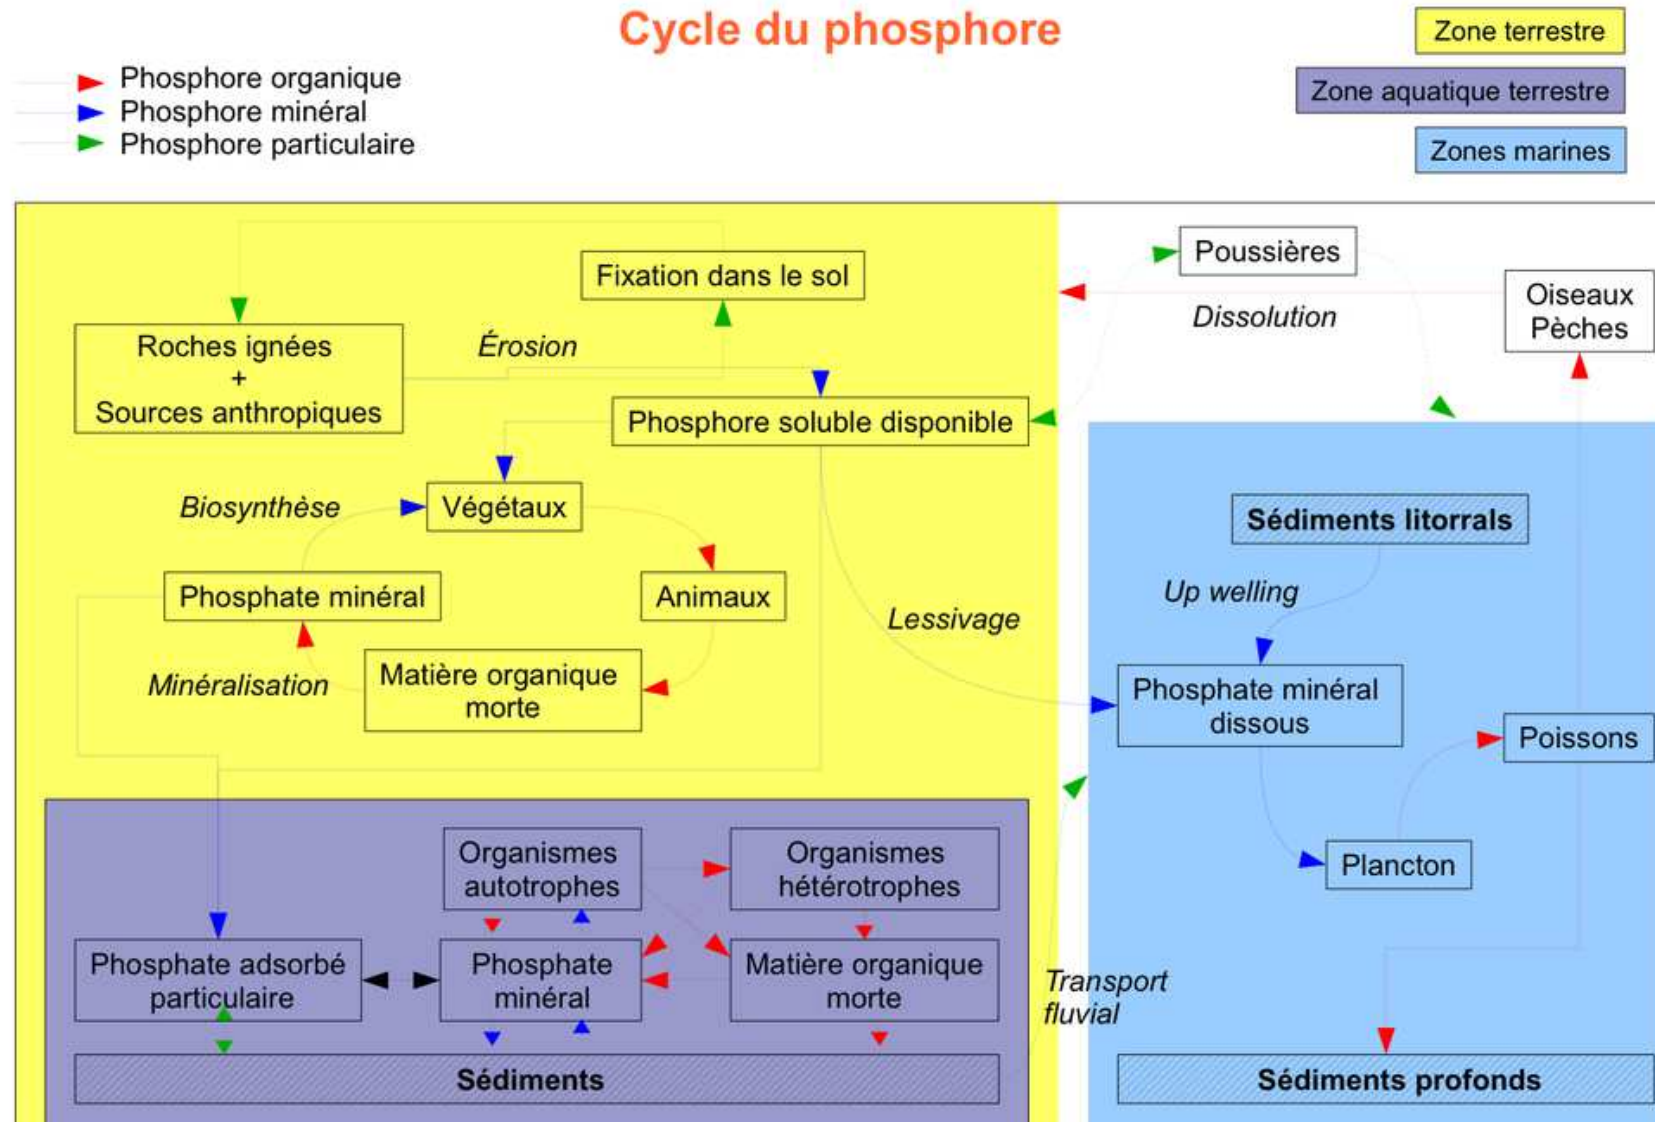 Cycle du phosphore
Phosphore organique
Phosphore minéral
Phosphore particulaire
Zone terrestre
Zone aquatique terrestre
Zones marines
Fixation dans le sol
Roches ignées
+
Sources anthropiques
Érosion
Phosphore soluble disponible
Biosynthèse
Végétaux
Phosphate minéral
Animaux
Minéralisation
Matière organique
morte
Lessivage
Poussières
Oiseaux
Pèches
Dissolution
Sédiments litorrals
Up welling
Phosphate minéral
dissous
Poissons
Plancton
Organismes
autotrophes
Organismes
hétérotrophes
Phosphate adsorbé
particulaire
Phosphate
minéral
Matière organique
morte
Transport
fluvial
Sédiments
Sédiments profonds